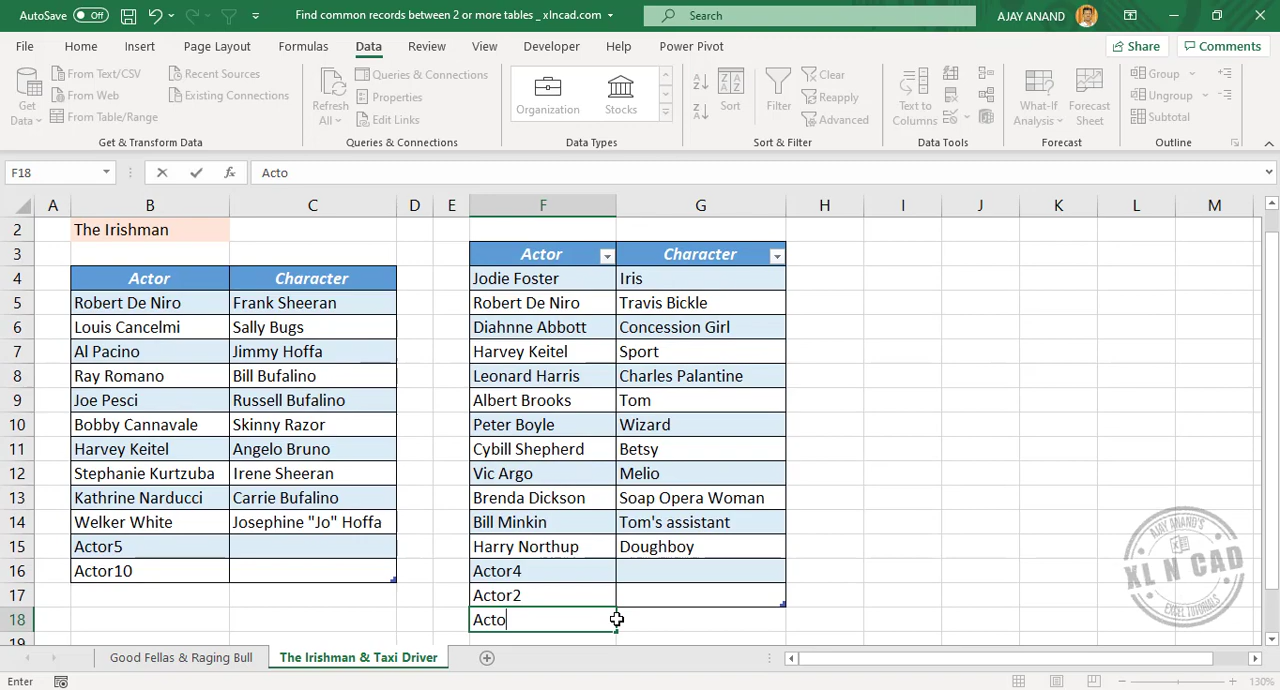 AutoSave Off Find common records between 2 or more tables _ xlncad.com Search AJAY ANAND
File Home Insert Page Layout Formulas Data Review View Developer Help Power Pivot Share Comments
Get Data From Text/CSV From Web From Table/Range Recent Sources Existing Connections
Refresh All Queries & Connections Properties Edit Links
Organization Stocks
Sort Filter Clear Reapply Advanced
Text to Columns What-If Analysis Forecast Sheet Group Ungroup Subtotal
Get & Transform Data Queries & Connections Data Types Sort & Filter Data Tools Forecast Outline
F18 fx Acto
A B C D E F G H I J K L M
2 The Irishman
3 Actor Character
4 Actor Character Jodie Foster Iris
5 Robert De Niro Frank Sheeran Robert De Niro Travis Bickle
6 Louis Cancelmi Sally Bugs Diahnne Abbott Concession Girl
7 Al Pacino Jimmy Hoffa Harvey Keitel Sport
8 Ray Romano Bill Bufalino Leonard Harris Charles Palantine
9 Joe Pesci Russell Bufalino Albert Brooks Tom
10 Bobby Cannavale Skinny Razor Peter Boyle Wizard
11 Harvey Keitel Angelo Bruno Cybill Shepherd Betsy
12 Stephanie Kurtzuba Irene Sheeran Vic Argo Melio
13 Kathrine Narducci Carrie Bufalino Brenda Dickson Soap Opera Woman
14 Welker White Josephine "Jo" Hoffa Bill Minkin Tom's assistant
15 Actor5 Harry Northup Doughboy
16 Actor10 Actor4
17 Actor2
18 Acto
19
AJAY ANAND'S
XL N CAD
EXCEL TUTORIALS
Good Fellas & Raging Bull The Irishman & Taxi Driver
Enter 130%